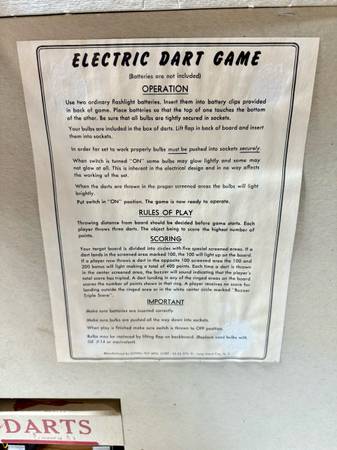 ELECTRIC DART GAME
(Batteries are not included)
OPERATION
Use two ordinary flashlight batteries. Insert them into battery clips provided
in back of game. Place batteries so that the top of one touches the bottom
of the other. Be sure that all bulbs are tightly secured in sockets.
Your bulbs are included in the box of darts. Lift flap in back of board and insert
them into sockets.
In order for set to work properly bulbs must be pushed into sockets securely.
When switch is turned "ON" some bulbs may glow lightly and some may
not glow at all. This is inherent in the electrical design and in no way affects
the working of the set.
When the darts are thrown in the proper screened areas the bulbs will light
brightly.
Put switch in "ON" position. The game is now ready to operate.
RULES OF PLAY
Throwing distance from board should be decided before game starts. Each
player throws three darts. The object being to score the highest number of
points.
SCORING
Your target board is divided into circles with five special screened areas. If a
dart lands in the screened area marked 100, the 100 will light up on the board.
If a player now throws a dart in the opposite 100 screened area the 100 and
200 bonus will light making a total of 400 points. Each time a dart is thrown
in the center screened area, the buzzer will sound indicating that the player's
total score has tripled. A dart landing in any of the ringed areas on the board
scores the number of points shown in that ring. A player receives no score for
landing outside the ringed area or in the white center circle marked "Buzzer
Triple Score".
IMPORTANT
Make sure batteries are inserted correctly.
Make sure bulbs are pushed all the way down into sockets.
When play is finished make sure switch is thrown to OFF position.
Bulbs may be replaced by lifting flap on backboard. (Replace used bulbs with
GE #14 or equivalent)
Manufactured by
DARTS